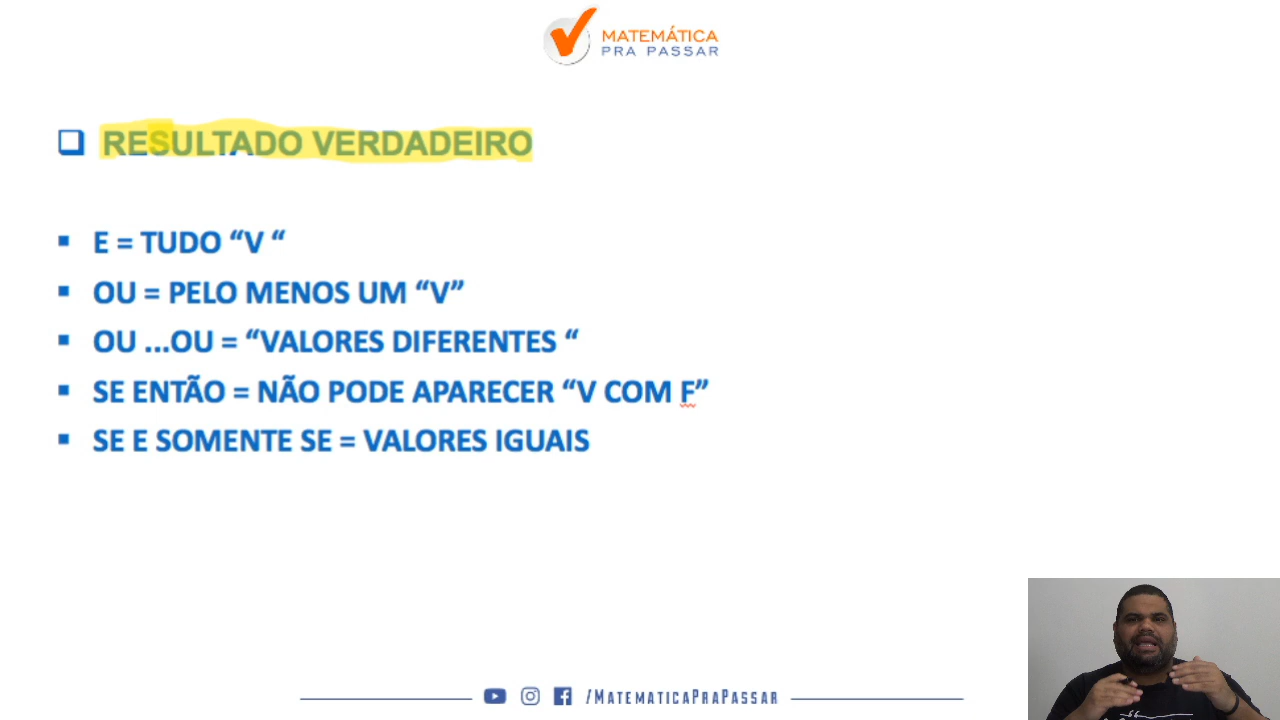 MATEMÁTICA
PRA PASSAR
RESULTADO VERDADEIRO
E = TUDO “V “
OU = PELO MENOS UM “V”
OU ...OU = “VALORES DIFERENTES “
SE ENTÃO = NÃO PODE APARECER “V COM F”
SE E SOMENTE SE = VALORES IGUAIS
/MATEMATICAPRAPASSAR